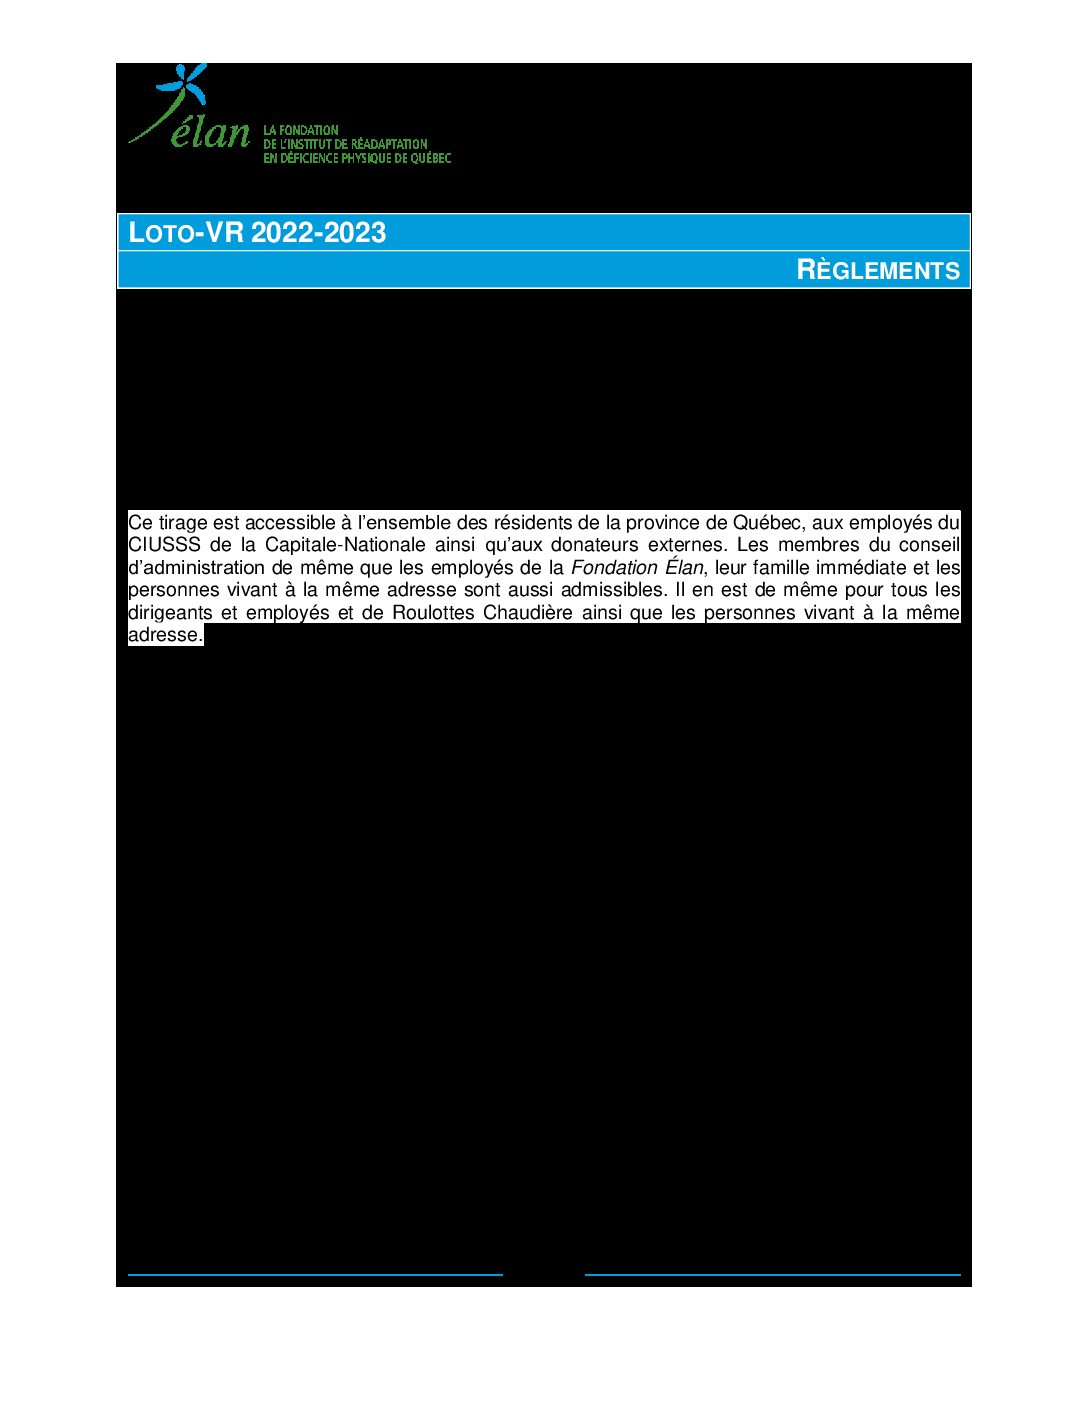 élan
LA FONDATION
DE L'INSTITUT DE RÉADAPTATION
EN DÉFICIENCE PHYSIQUE DE QUÉBEC
LOTO-VR 2022-2023
RÈGLEMENTS
Ce tirage est accessible à l’ensemble des résidents de la province de Québec, aux employés du
CIUSSS de la Capitale-Nationale ainsi qu’aux donateurs externes. Les membres du conseil
d’administration de même que les employés de la Fondation Élan, leur famille immédiate et les
personnes vivant à la même adresse sont aussi admissibles. Il en est de même pour tous les
dirigeants et employés et de Roulottes Chaudière ainsi que les personnes vivant à la même
adresse.